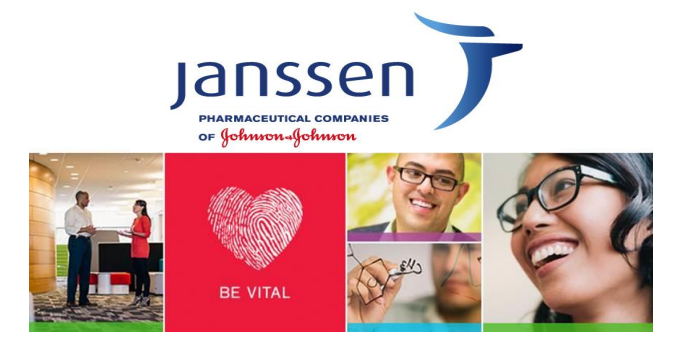 Janssen
PHARMACEUTICAL COMPANIES
OF Johnson & Johnson
BE VITAL